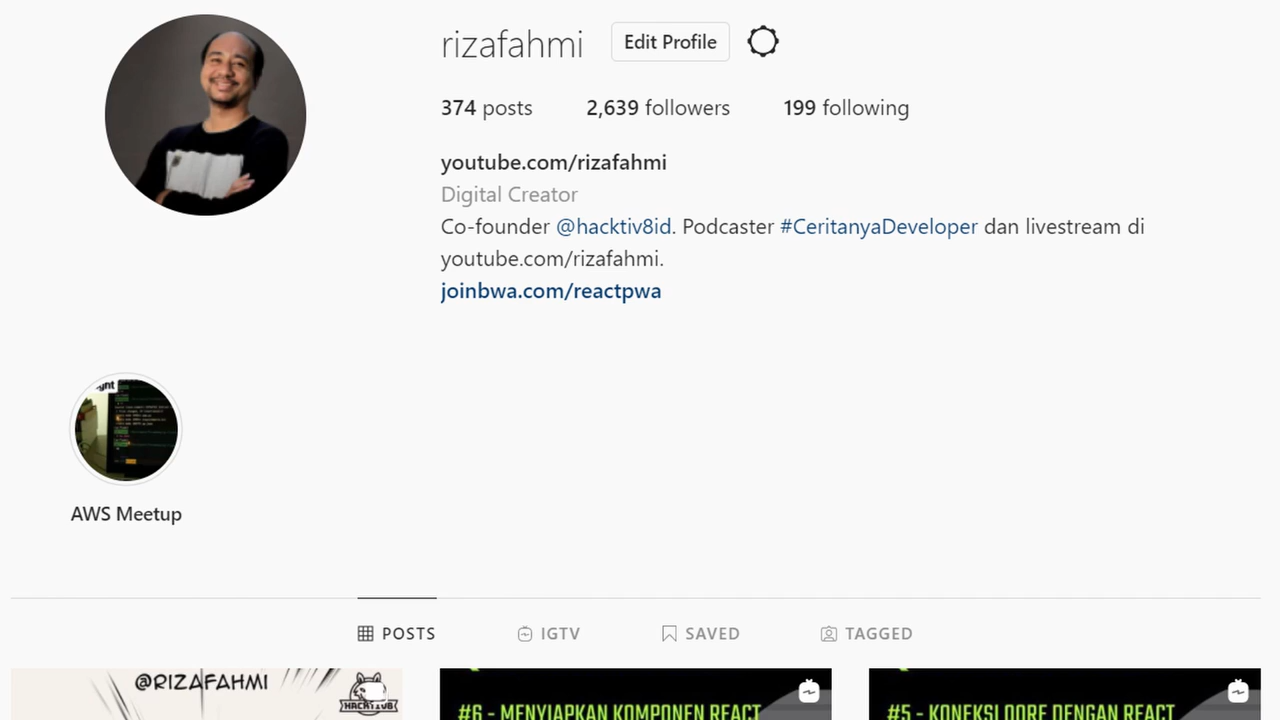 rizafahmi
Edit Profile
374 posts
2,639 followers
199 following
youtube.com/rizafahmi
Digital Creator
Co-founder @hacktiv8id. Podcaster #CeritanyaDeveloper dan livestream di
youtube.com/rizafahmi.
joinbwa.com/reactpwa
AWS Meetup
POSTS
IGTV
SAVED
TAGGED
@RIZAFAHMI
HACKTIV8
#6 - MENYIAPKAN KOMPONEN REACT
#5 - KONEKSI QORE DENGAN REACT